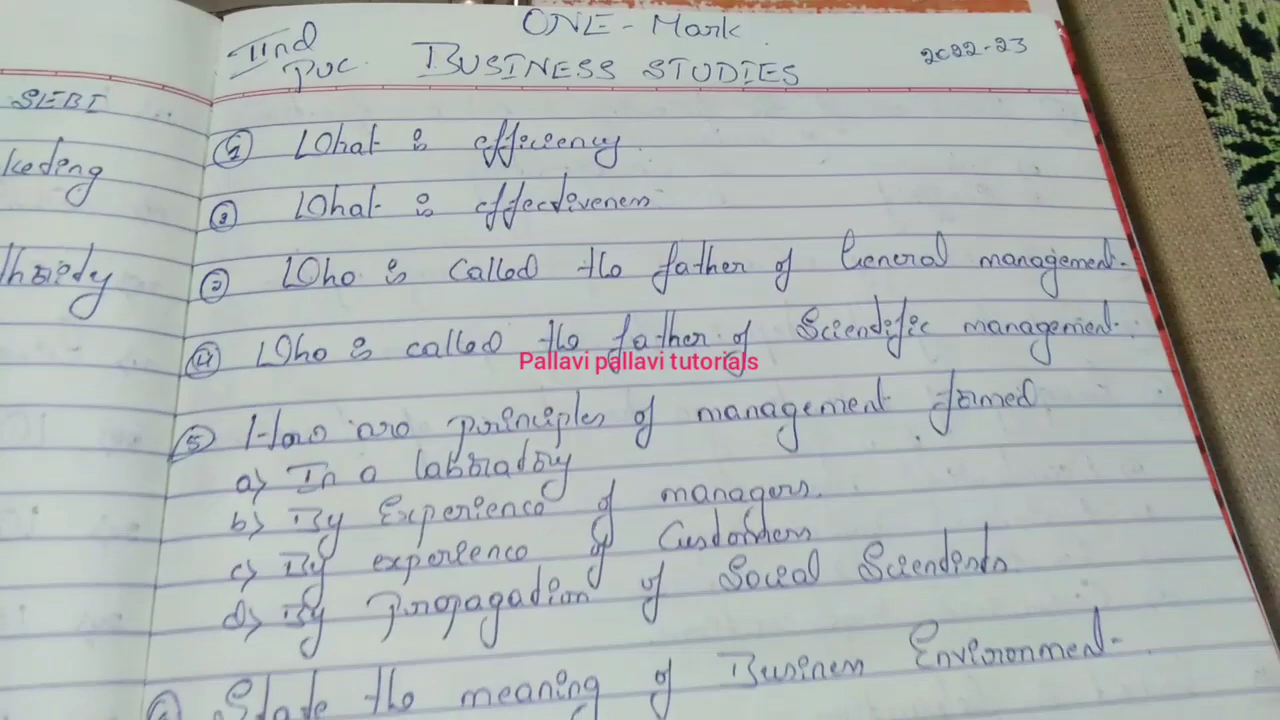 ONE - Mark
IInd PUC. BUSINESS STUDIES 2022-23
SEBI
① What is efficiency
keting
③ What is effectiveness
thority
② Who is called the father of General management.
④ Who is called the father of Scientific management.
Pallavi pallavi tutorials
⑤ How are principles of management formed
a) In a laboratory
b) By Experience of managers.
c) By experience of Customers
d) By propagation of Social Scientists
State the meaning of Business Environment.